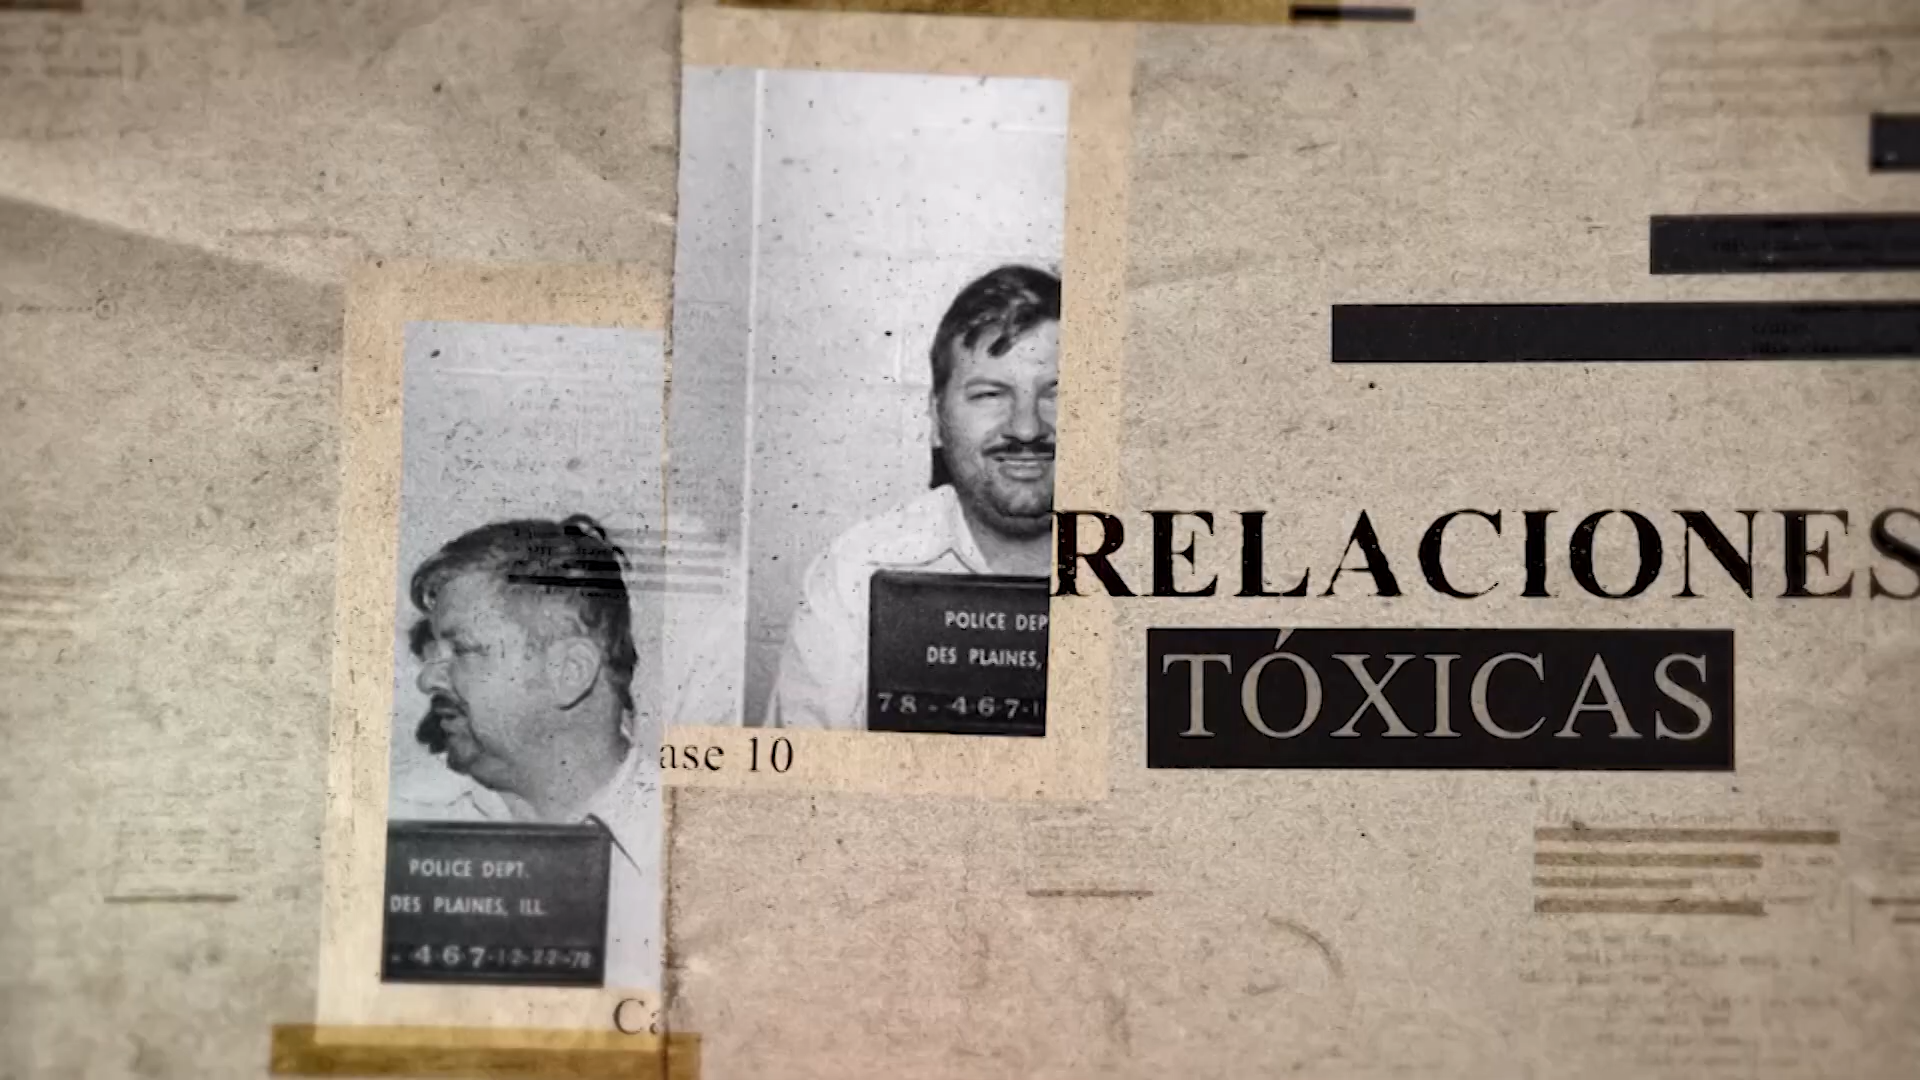 RELACIONES
TÓXICAS
POLICE DEP
DES PLAINES,
78-467-1
ase 10
POLICE DEPT.
DES PLAINES, ILL.
- 467-12-22-78
Ca